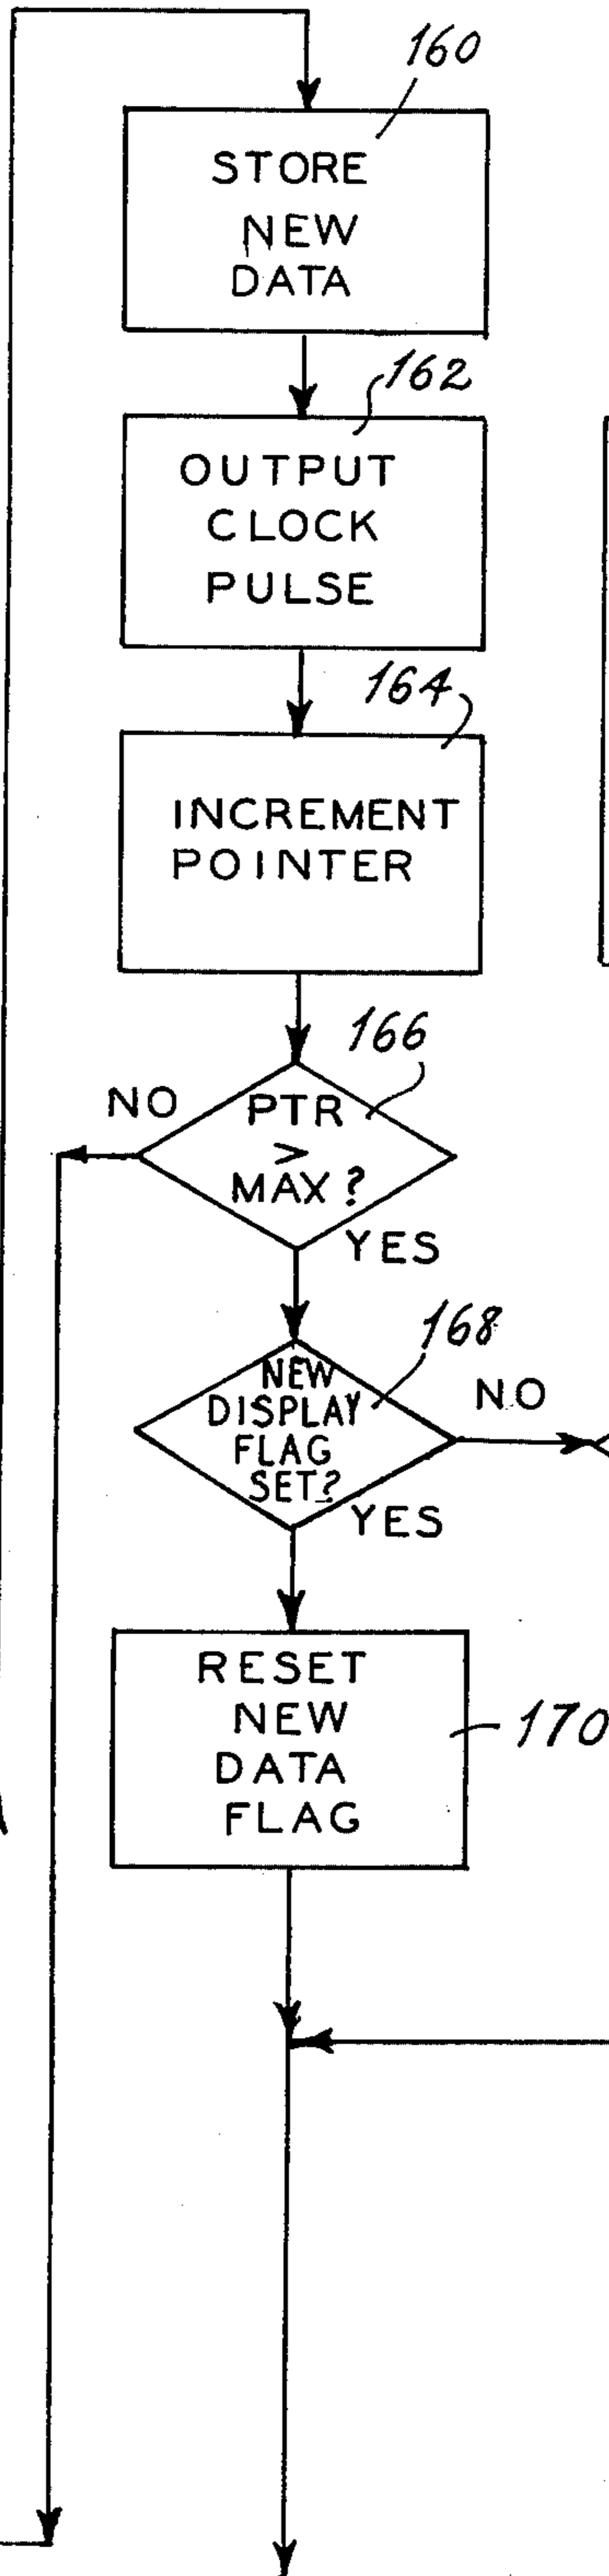 160
STORE
NEW
DATA
162
OUTPUT
CLOCK
PULSE
164
INCREMENT
POINTER
166
NO
PTR
>
MAX?
YES
168
NEW
DISPLAY
FLAG
SET?
NO
YES
RESET
NEW
DATA
FLAG
170